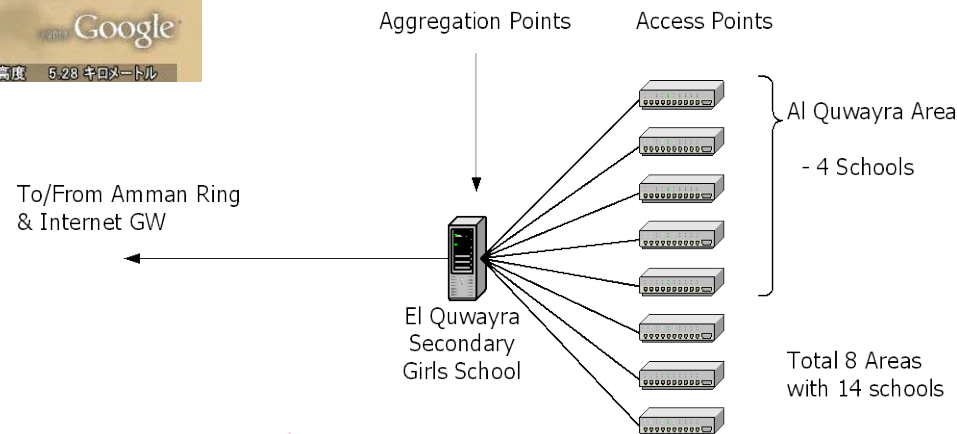 Google
高度 5.28 キロメートル
Aggregation Points
Access Points
Al Quwayra Area
- 4 Schools
To/From Amman Ring
& Internet GW
El Quwayra
Secondary
Girls School
Total 8 Areas
with 14 schools